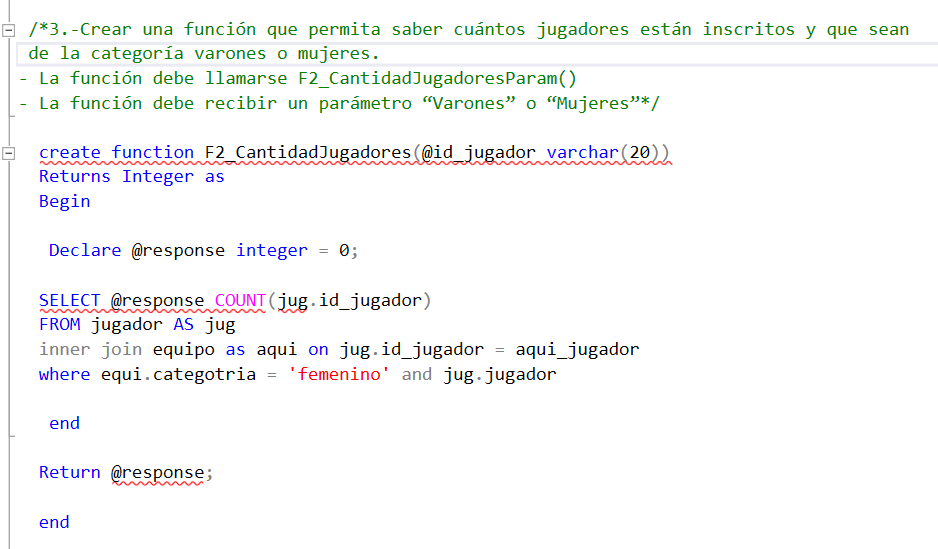 /*3.-Crear una función que permita saber cuántos jugadores están inscritos y que sean
de la categoría varones o mujeres.
- La función debe llamarse F2_CantidadJugadoresParam()
- La función debe recibir un parámetro “Varones” o “Mujeres”*/
create function F2_CantidadJugadores(@id_jugador varchar(20))
Returns Integer as
Begin
Declare @response integer = 0;
SELECT @response COUNT(jug.id_jugador)
FROM jugador AS jug
inner join equipo as aqui on jug.id_jugador = aqui_jugador
where equi.categotria = 'femenino' and jug.jugador
end
Return @response;
end